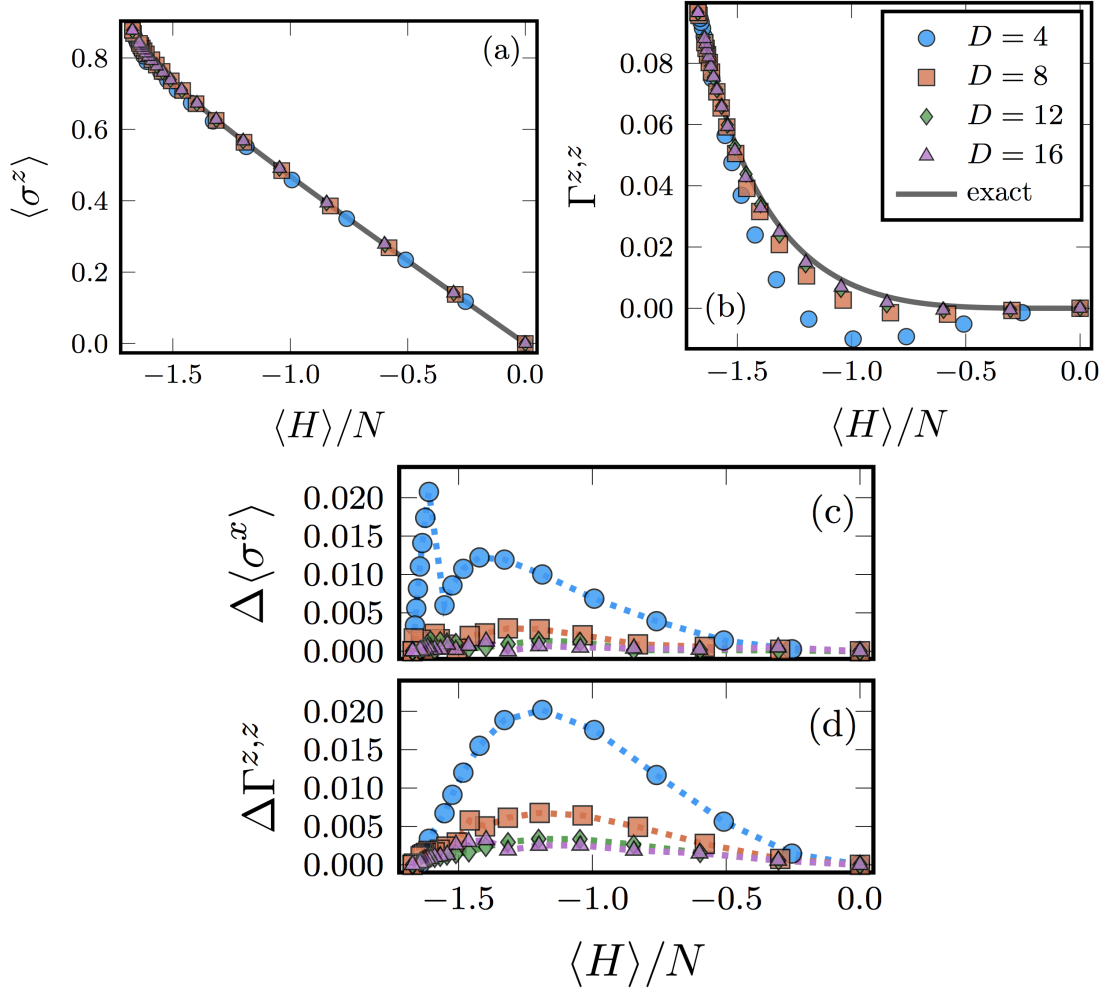 (a)
0.8
0.6
0.4
0.2
0.0
⟨σ^z⟩
−1.5 −1.0 −0.5 0.0
⟨H⟩/N
(b)
0.08
0.06
0.04
0.02
0.00
Γ^{z,z}
D = 4
D = 8
D = 12
D = 16
exact
−1.5 −1.0 −0.5 0.0
⟨H⟩/N
(c)
0.020
0.015
0.010
0.005
0.000
Δ⟨σ^x⟩
(d)
0.020
0.015
0.010
0.005
0.000
ΔΓ^{z,z}
−1.5 −1.0 −0.5 0.0
⟨H⟩/N